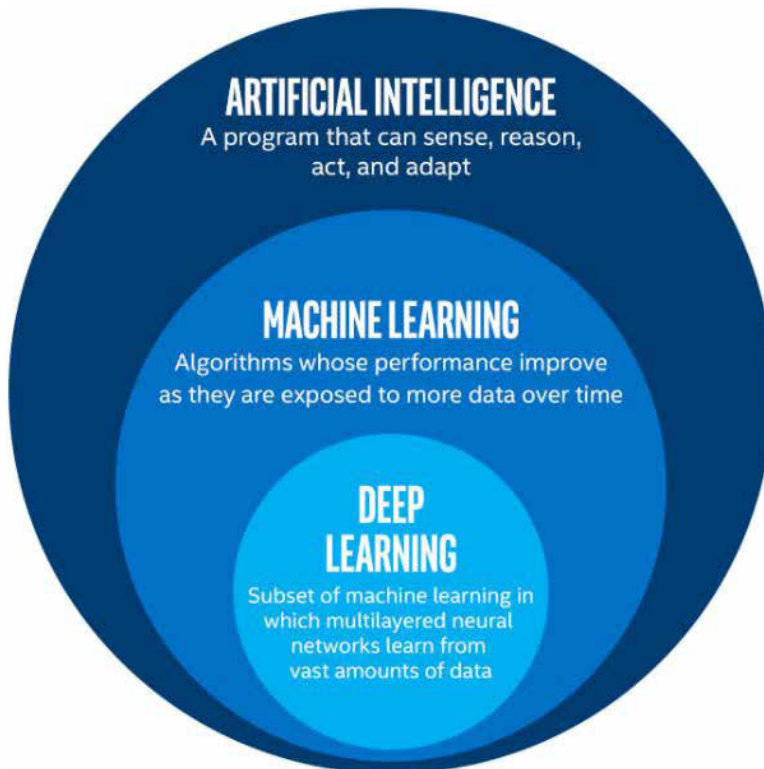 ARTIFICIAL INTELLIGENCE
A program that can sense, reason,
act, and adapt
MACHINE LEARNING
Algorithms whose performance improve
as they are exposed to more data over time
DEEP
LEARNING
Subset of machine learning in
which multilayered neural
networks learn from
vast amounts of data